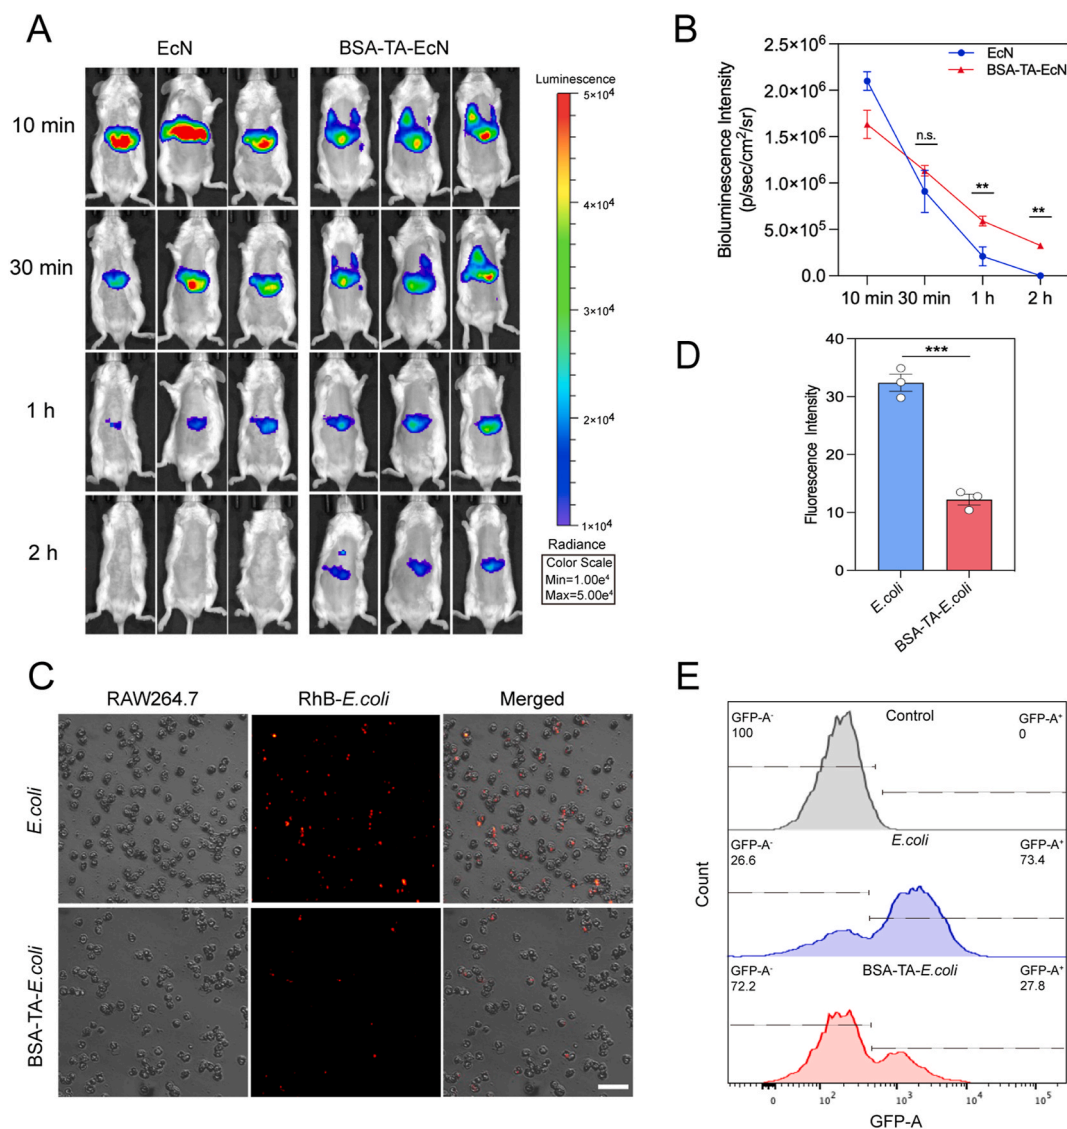 A
EcN
BSA-TA-EcN
10 min
30 min
1 h
2 h
Luminescence
5×10⁴
4×10⁴
3×10⁴
2×10⁴
1×10⁴
Radiance
Color Scale
Min=1.00e⁴
Max=5.00e⁴
B
Bioluminescence Intensity
(p/sec/cm²/sr)
2.5×10⁶
2.0×10⁶
1.5×10⁶
1.0×10⁶
5.0×10⁵
0.0
EcN
BSA-TA-EcN
n.s.
**
**
10 min 30 min 1 h 2 h
D
Fluorescence Intensity
40
30
20
10
0
***
E.coli
BSA-TA-E.coli
C
RAW264.7
RhB-E.coli
Merged
E.coli
BSA-TA-E.coli
E
Count
GFP-A⁻
100
Control
GFP-A⁺
0
GFP-A⁻
26.6
E.coli
GFP-A⁺
73.4
GFP-A⁻
72.2
BSA-TA-E.coli
GFP-A⁺
27.8
0 10² 10³ 10⁴ 10⁵
GFP-A